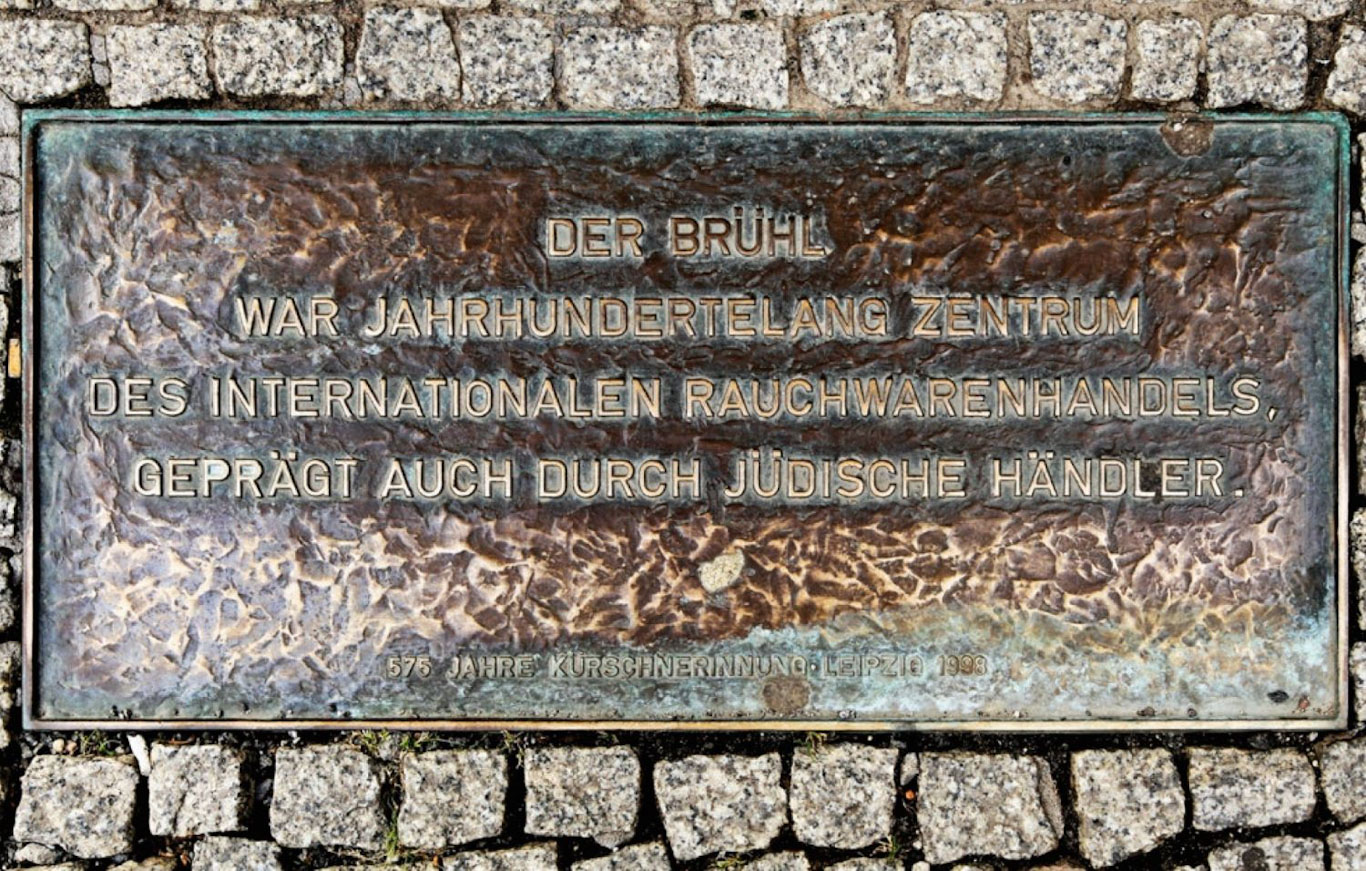 DER BRÜHL
WAR JAHRHUNDERTELANG ZENTRUM
DES INTERNATIONALEN RAUCHWARENHANDELS,
GEPRÄGT AUCH DURCH JÜDISCHE HÄNDLER.
575 JAHRE KÜRSCHNERINNUNG · LEIPZIG 1998